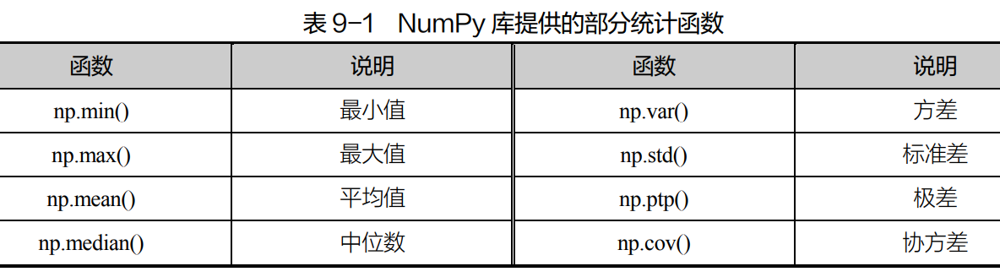 表 9-1 NumPy 库提供的部分统计函数
函数 说明 函数 说明
np.min() 最小值 np.var() 方差
np.max() 最大值 np.std() 标准差
np.mean() 平均值 np.ptp() 极差
np.median() 中位数 np.cov() 协方差